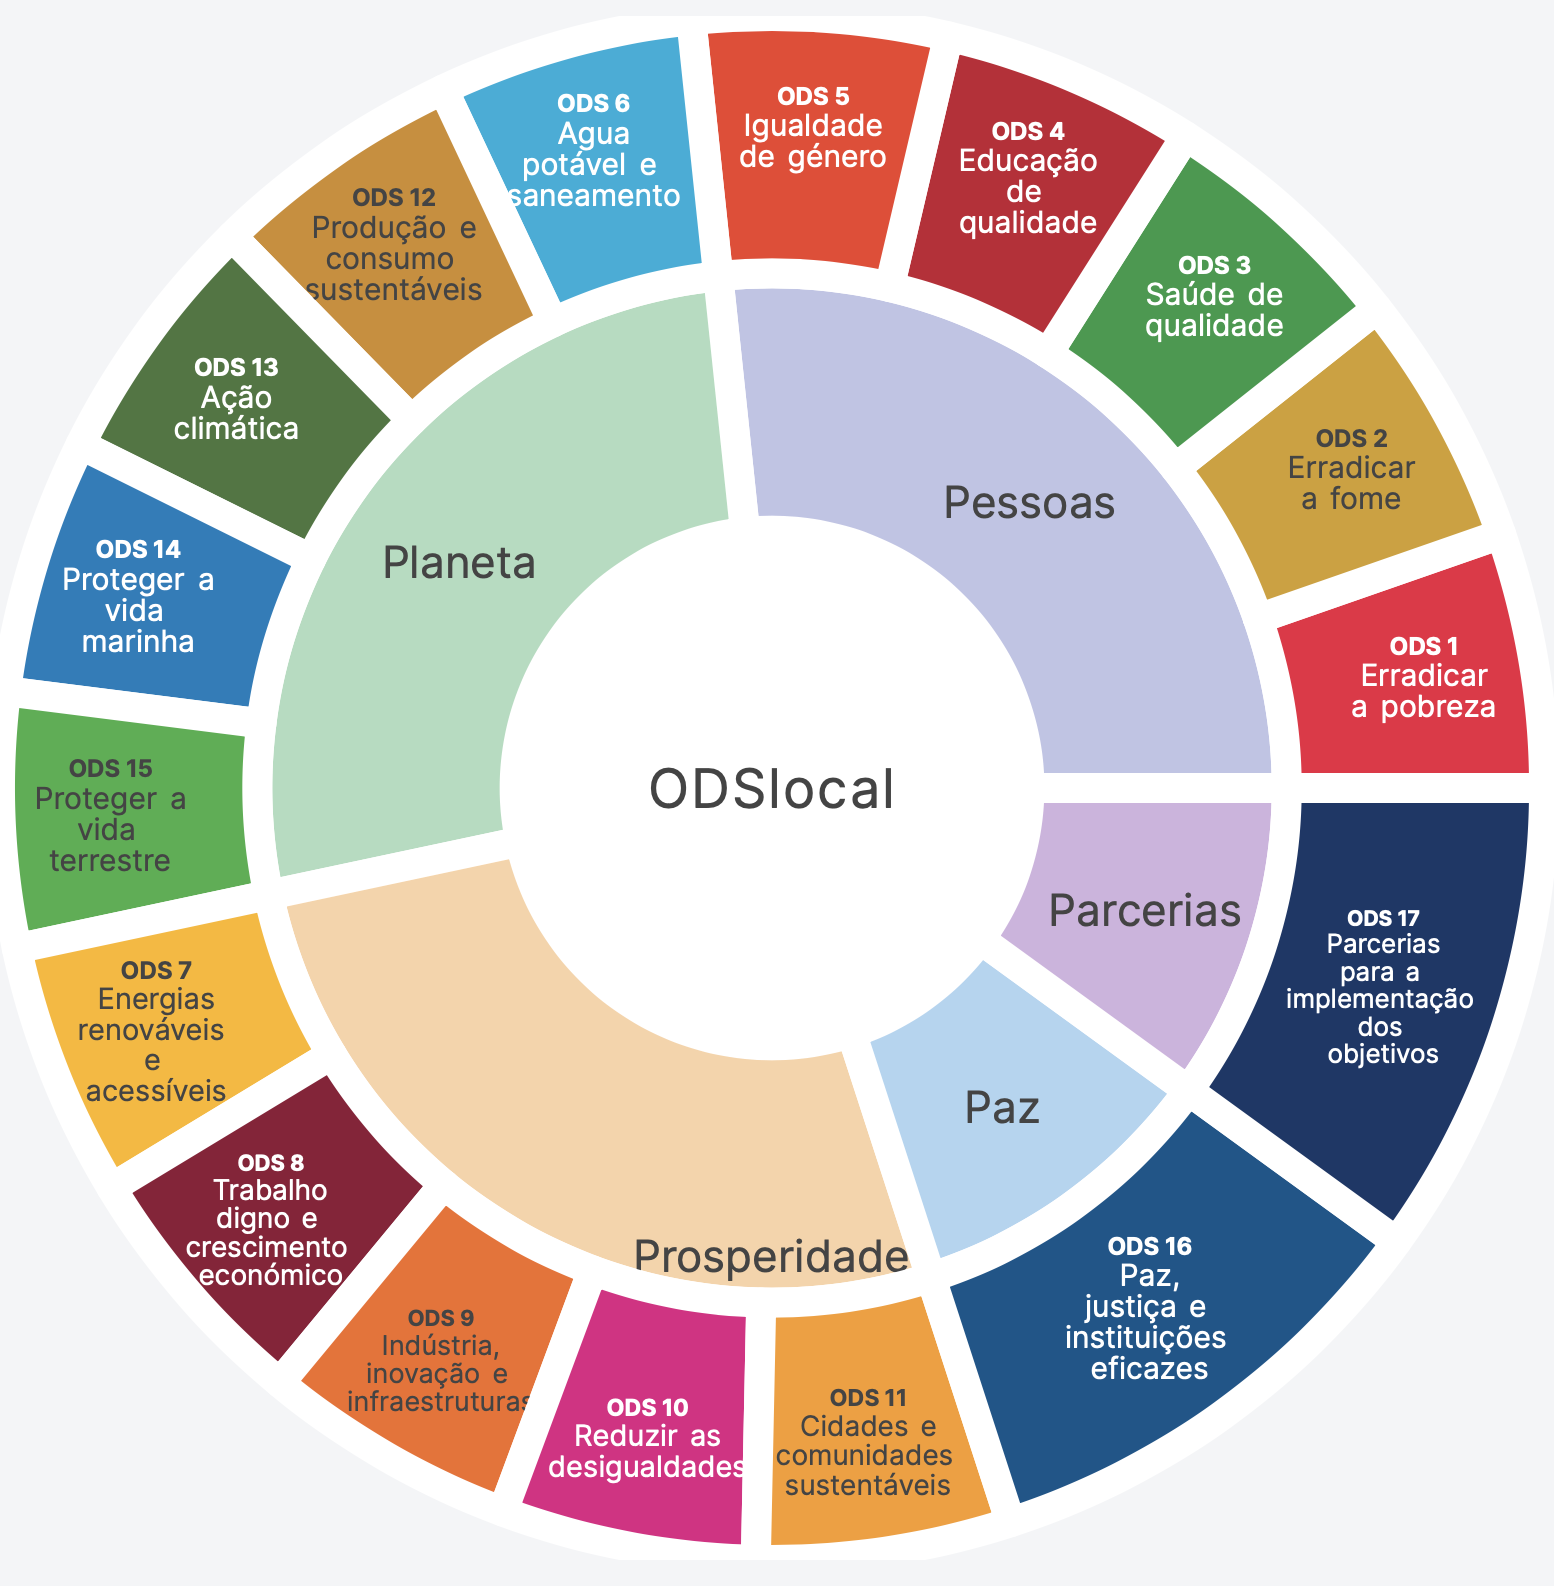 ODS 5
Igualdade
de género
ODS 4
Educação
de
qualidade
ODS 3
Saúde de
qualidade
ODS 2
Erradicar
a fome
ODS 1
Erradicar
a pobreza
ODS 17
Parcerias
para a
implementação
dos
objetivos
ODS 16
Paz,
justiça e
instituições
eficazes
ODS 11
Cidades e
comunidades
sustentáveis
ODS 10
Reduzir as
desigualdades
ODS 9
Indústria,
inovação e
infraestruturas
ODS 8
Trabalho
digno e
crescimento
económico
ODS 7
Energias
renováveis
e
acessíveis
ODS 15
Proteger a
vida
terrestre
ODS 14
Proteger a
vida
marinha
ODS 13
Ação
climática
ODS 12
Produção e
consumo
sustentáveis
ODS 6
Agua
potável e
saneamento
Pessoas
Parcerias
Paz
Prosperidade
Planeta
ODSlocal